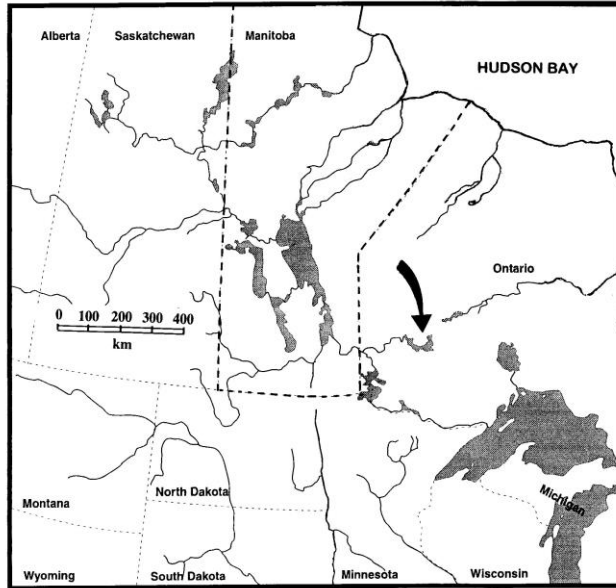 Alberta Saskatchewan Manitoba
HUDSON BAY
Ontario
0 100 200 300 400
km
Michigan
North Dakota
Montana
Wyoming South Dakota Minnesota Wisconsin